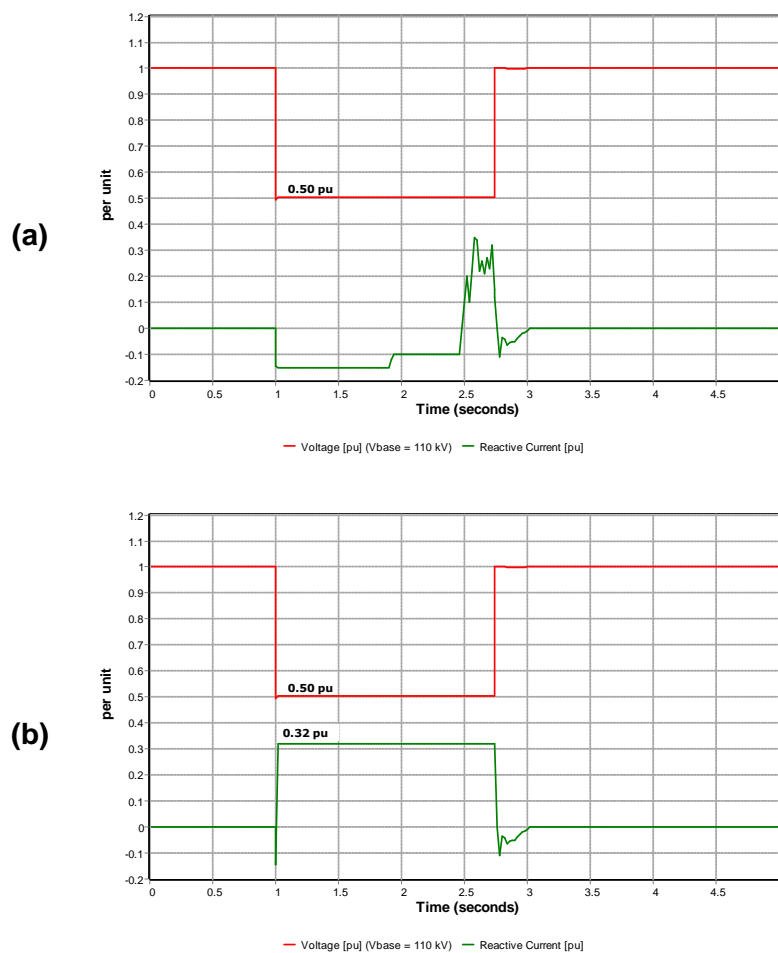 (a)
per unit
1.2
1.1
1
0.9
0.8
0.7
0.6
0.5
0.4
0.3
0.2
0.1
0
-0.1
-0.2
0.50 pu
0 0.5 1 1.5 2 2.5 3 3.5 4 4.5
Time (seconds)
Voltage [pu] (Vbase = 110 kV) Reactive Current [pu]
(b)
per unit
1.2
1.1
1
0.9
0.8
0.7
0.6
0.5
0.4
0.3
0.2
0.1
0
-0.1
-0.2
0.50 pu
0.32 pu
0 0.5 1 1.5 2 2.5 3 3.5 4 4.5
Time (seconds)
Voltage [pu] (Vbase = 110 kV) Reactive Current [pu]